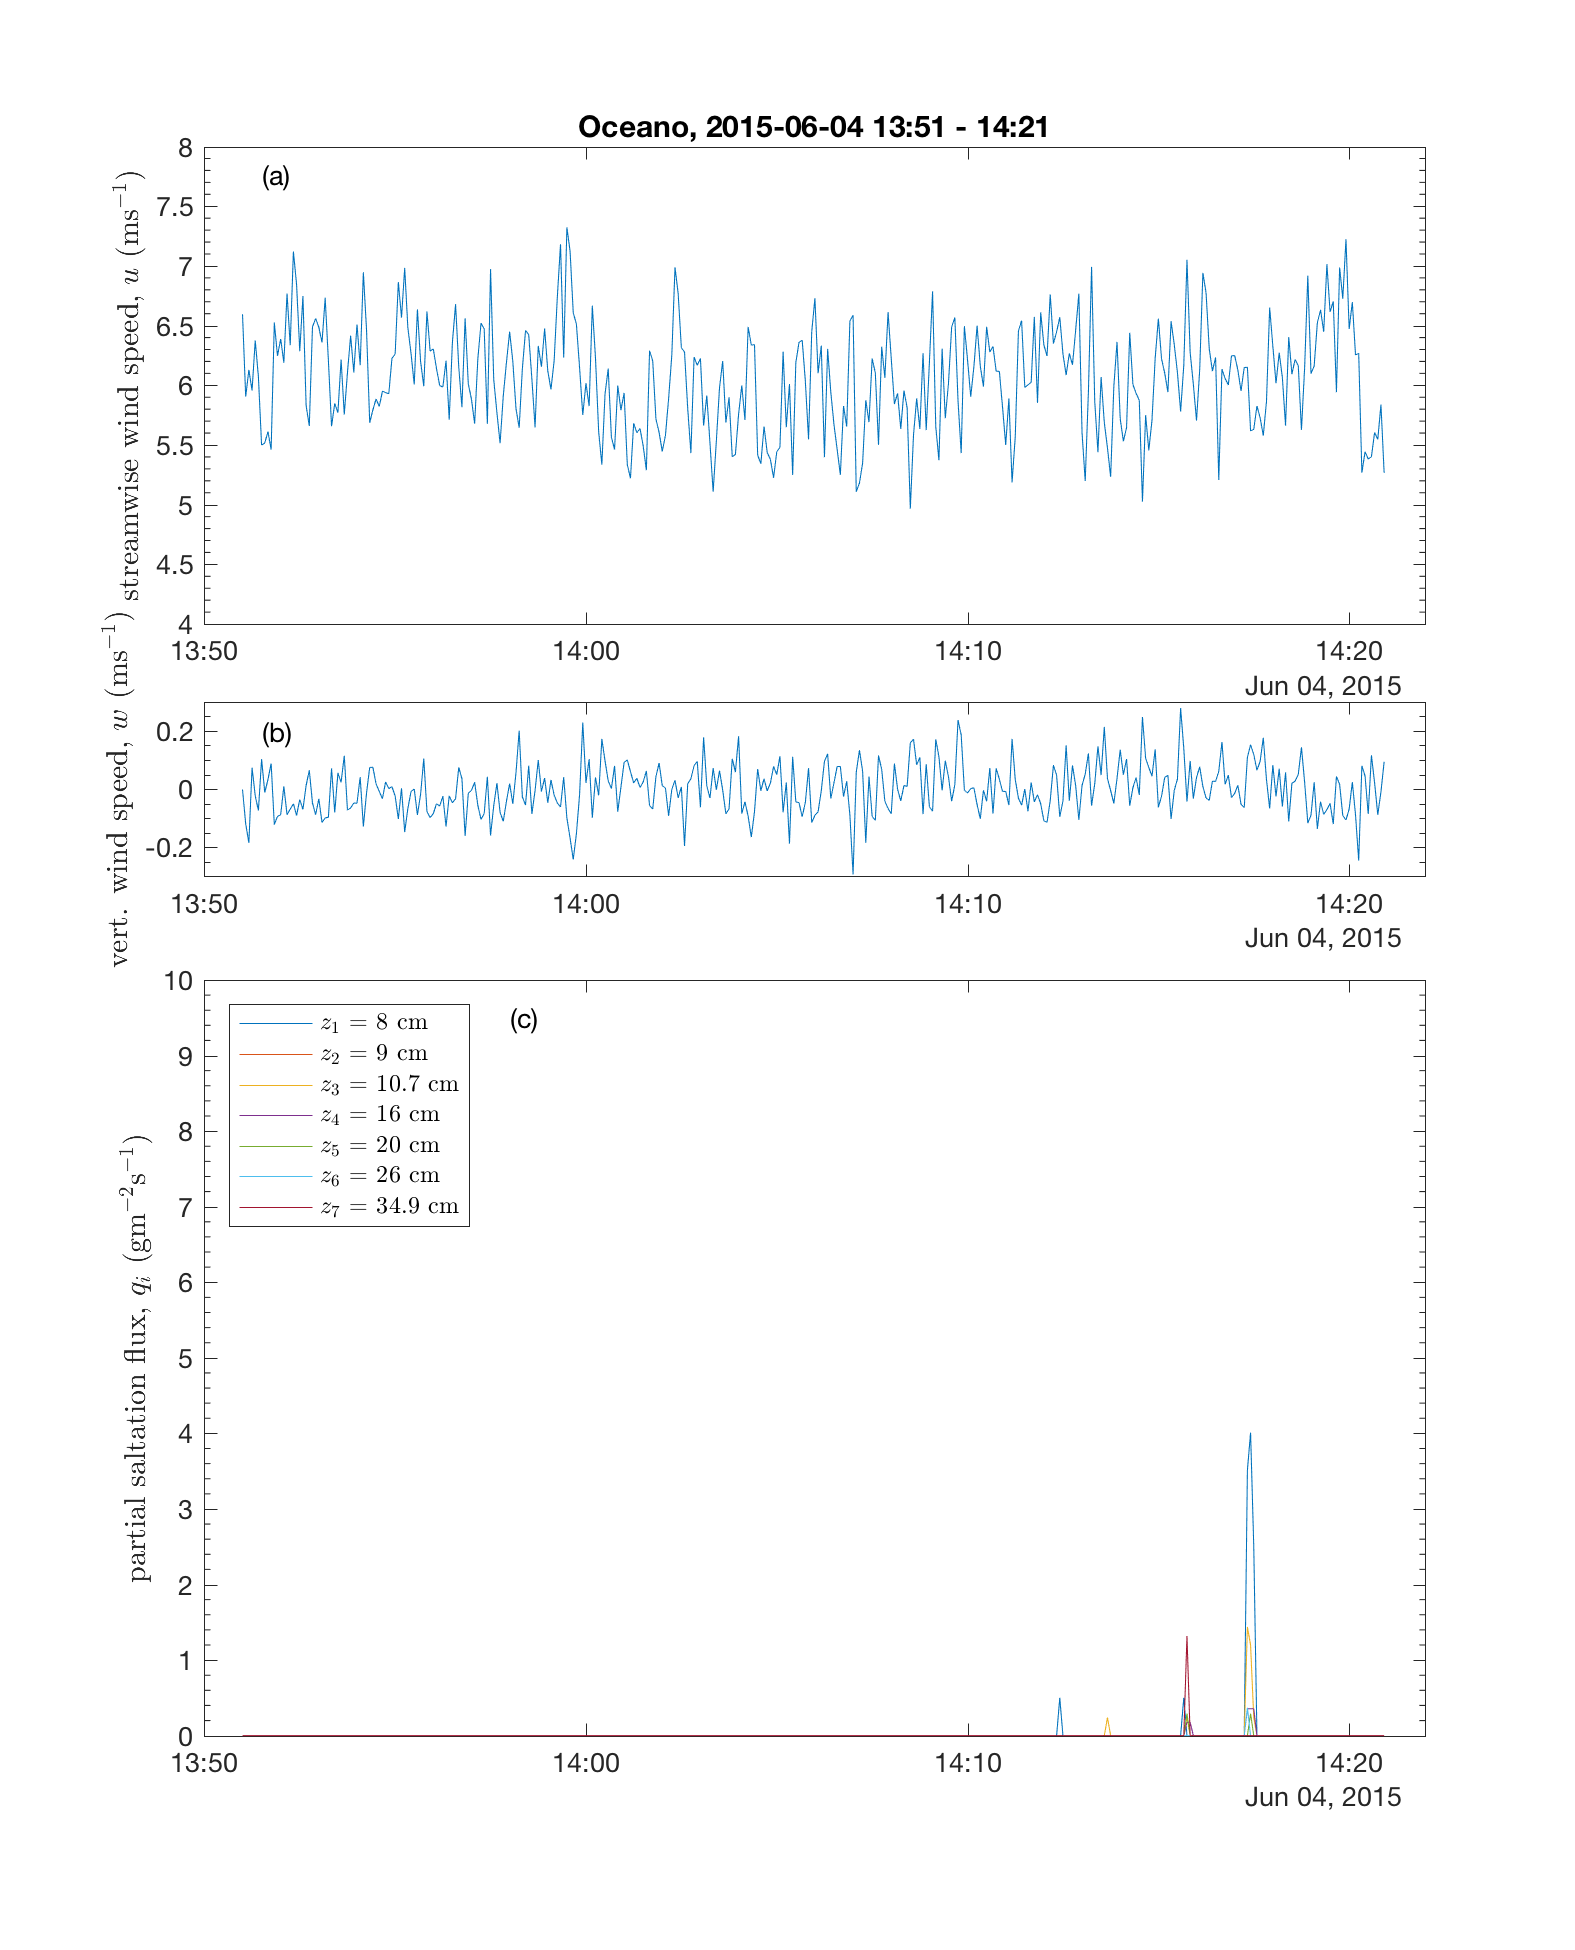 Oceano, 2015-06-04 13:51 - 14:21
(a)
streamwise wind speed, u (ms⁻¹)
8
7.5
7
6.5
6
5.5
5
4.5
4
13:50 14:00 14:10 14:20
Jun 04, 2015
(b)
vert. wind speed, w (ms⁻¹)
0.2
0
-0.2
13:50 14:00 14:10 14:20
Jun 04, 2015
(c)
partial saltation flux, qᵢ (gm⁻²s⁻¹)
10
9
8
7
6
5
4
3
2
1
0
z₁ = 8 cm
z₂ = 9 cm
z₃ = 10.7 cm
z₄ = 16 cm
z₅ = 20 cm
z₆ = 26 cm
z₇ = 34.9 cm
13:50 14:00 14:10 14:20
Jun 04, 2015